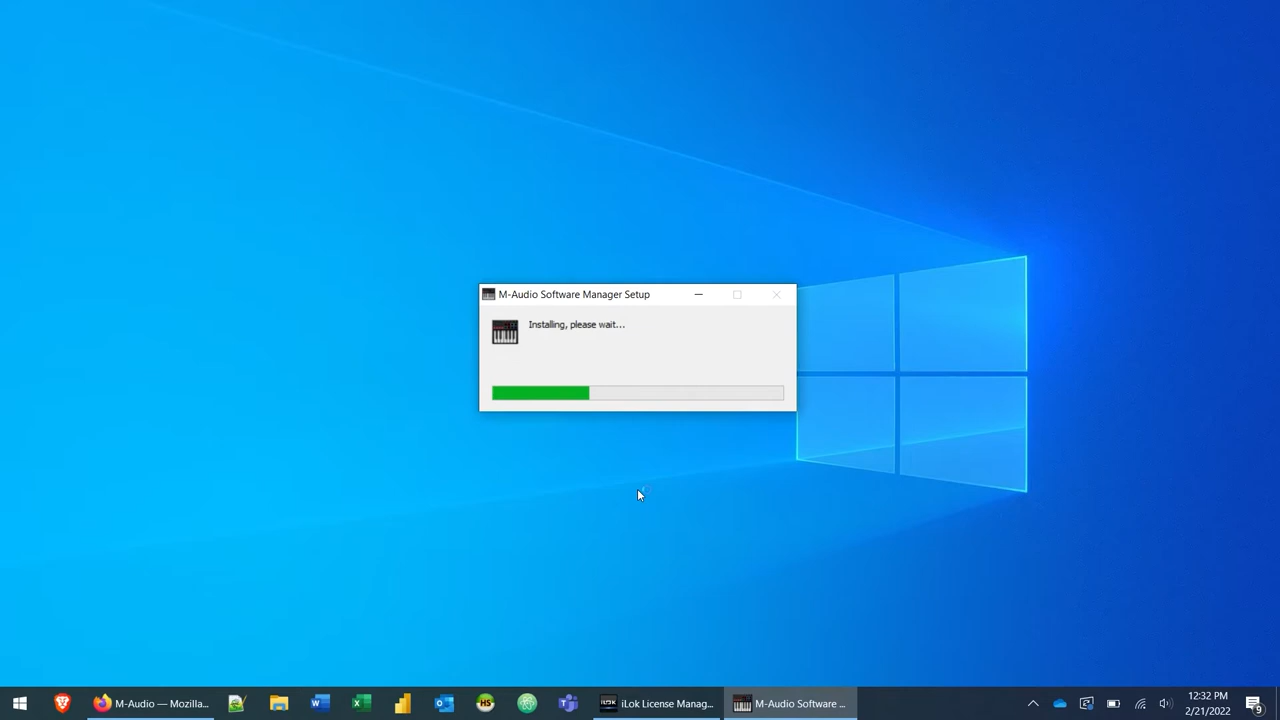 M-Audio Software Manager Setup
Installing, please wait...
M-Audio — Mozilla...
iLok License Manag...
M-Audio Software ...
12:32 PM
2/21/2022
9